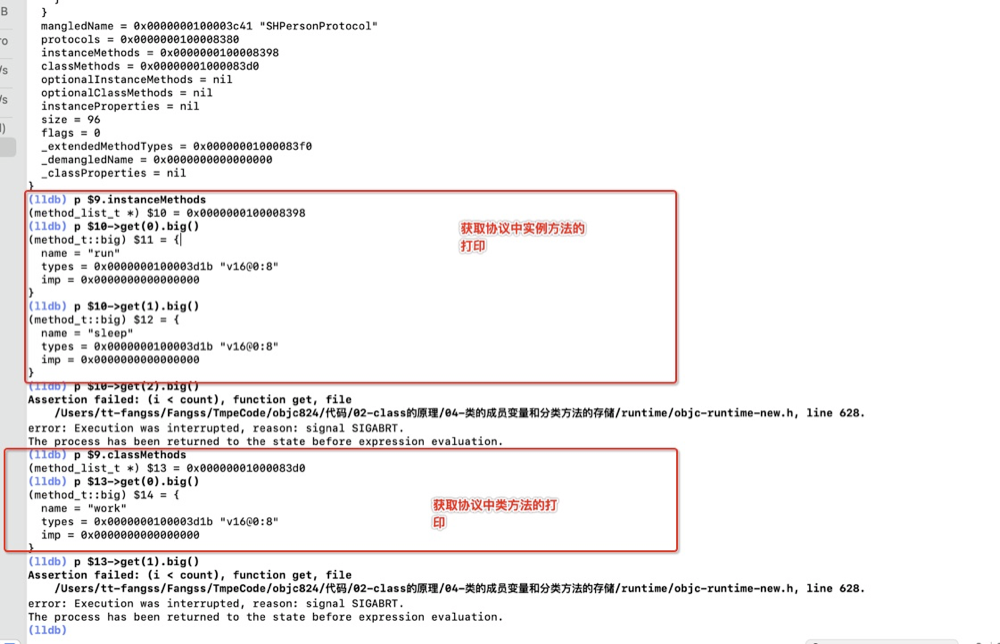 B
}
mangledName = 0x0000000100003c41 "SHPersonProtocol"
protocols = 0x0000000100008380
ro
instanceMethods = 0x0000000100008398
classMethods = 0x00000001000083d0
/s
optionalInstanceMethods = nil
optionalClassMethods = nil
/s
instanceProperties = nil
size = 96
l)
flags = 0
_extendedMethodTypes = 0x00000001000083f0
_demangledName = 0x0000000000000000
_classProperties = nil
}
(lldb) p $9.instanceMethods
(method_list_t *) $10 = 0x0000000100008398
(lldb) p $10->get(0).big()
(method_t::big) $11 = {
name = "run"
types = 0x0000000100003d1b "v16@0:8"
imp = 0x0000000000000000
}
获取协议中实例方法的
打印
(lldb) p $10->get(1).big()
(method_t::big) $12 = {
name = "sleep"
types = 0x0000000100003d1b "v16@0:8"
imp = 0x0000000000000000
}
(lldb) p $10->get(2).big()
Assertion failed: (i < count), function get, file
/Users/tt-fangss/Fangss/TmpeCode/objc824/代码/02-class的原理/04-类的成员变量和分类方法的存储/runtime/objc-runtime-new.h, line 628.
error: Execution was interrupted, reason: signal SIGABRT.
The process has been returned to the state before expression evaluation.
(lldb) p $9.classMethods
(method_list_t *) $13 = 0x00000001000083d0
(lldb) p $13->get(0).big()
(method_t::big) $14 = {
name = "work"
types = 0x0000000100003d1b "v16@0:8"
imp = 0x0000000000000000
}
获取协议中类方法的打
印
(lldb) p $13->get(1).big()
Assertion failed: (i < count), function get, file
/Users/tt-fangss/Fangss/TmpeCode/objc824/代码/02-class的原理/04-类的成员变量和分类方法的存储/runtime/objc-runtime-new.h, line 628.
error: Execution was interrupted, reason: signal SIGABRT.
The process has been returned to the state before expression evaluation.
(lldb)